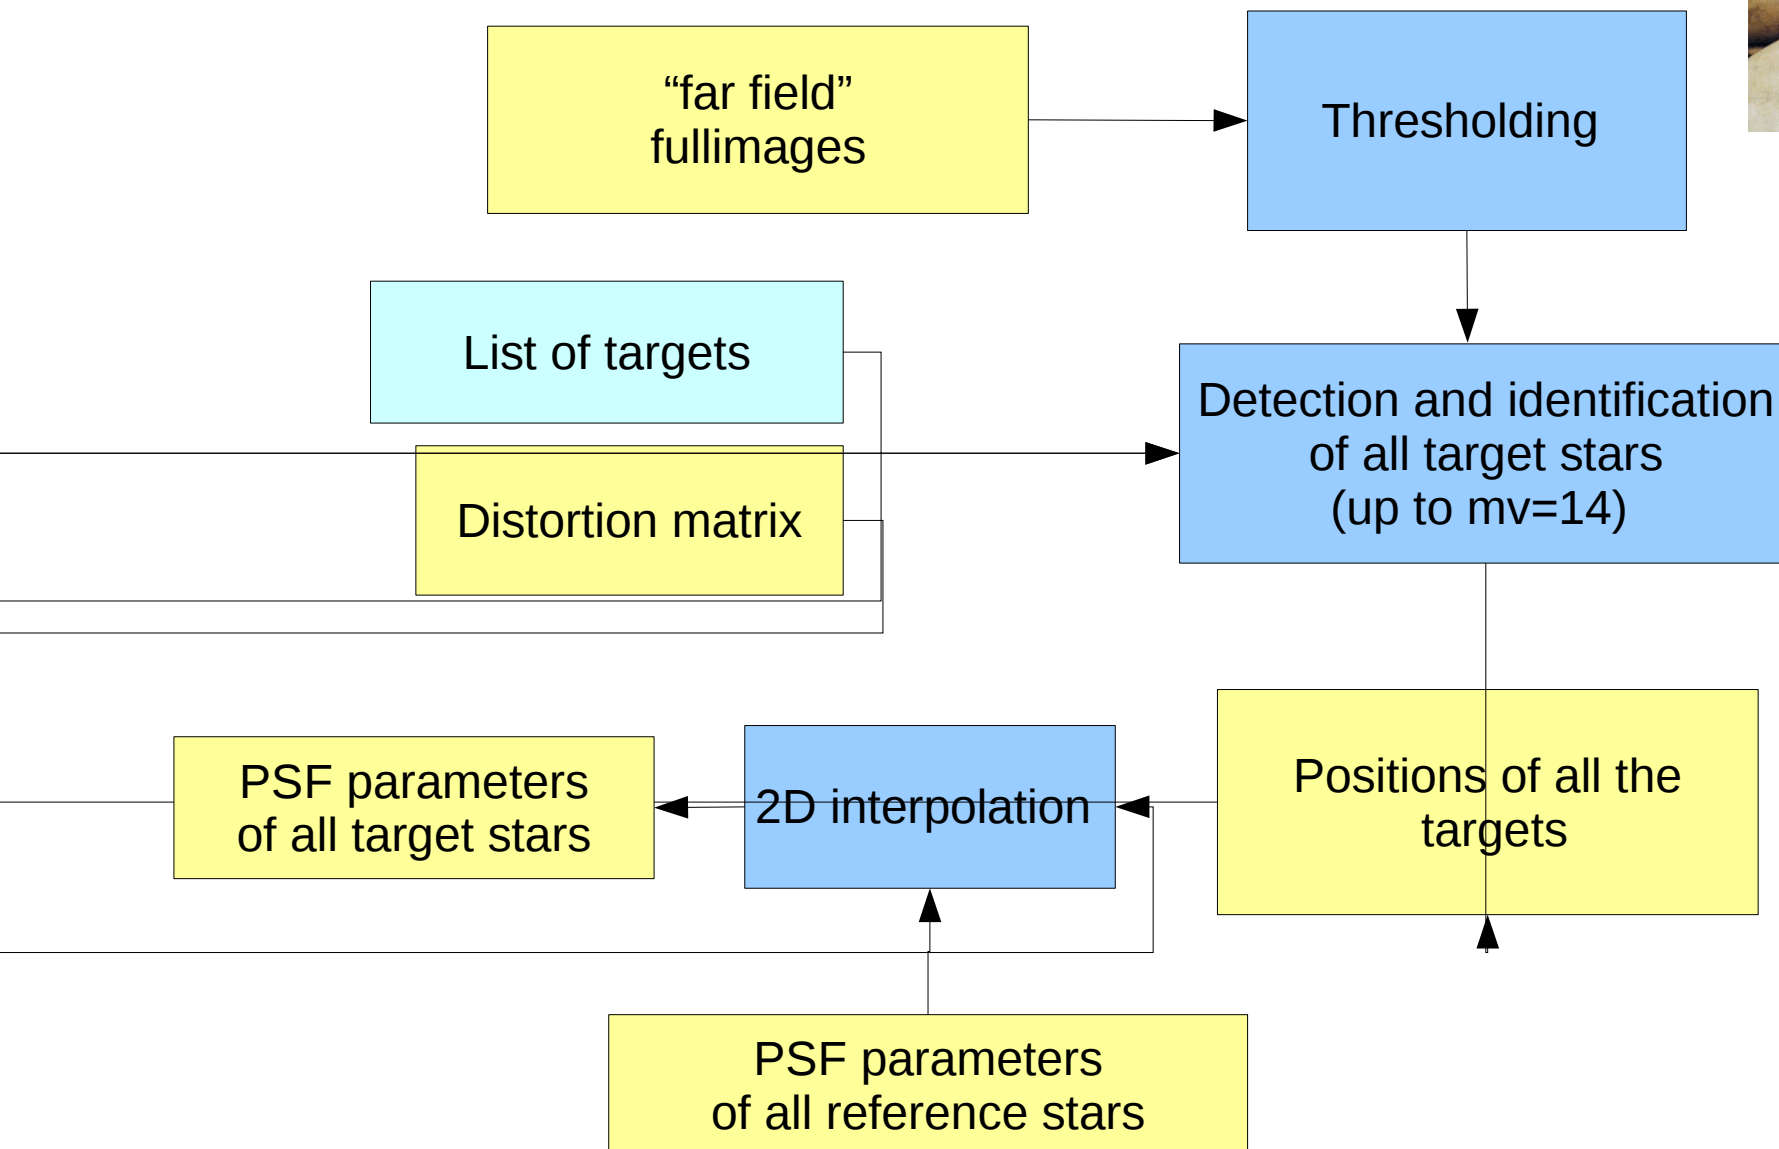 “far field”
fullimages
Thresholding
List of targets
Detection and identification
of all target stars
(up to mv=14)
Distortion matrix
PSF parameters
of all target stars
2D interpolation
Positions of all the
targets
PSF parameters
of all reference stars